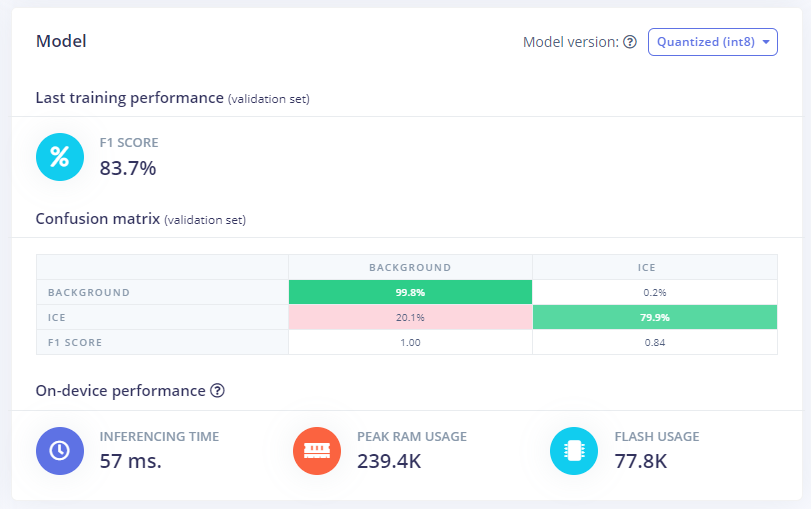 Model
Model version: ? Quantized (int8)
Last training performance (validation set)
%
F1 SCORE
83.7%
Confusion matrix (validation set)
BACKGROUND ICE
BACKGROUND 99.8% 0.2%
ICE 20.1% 79.9%
F1 SCORE 1.00 0.84
On-device performance ?
INFERENCING TIME PEAK RAM USAGE FLASH USAGE
57 ms. 239.4K 77.8K